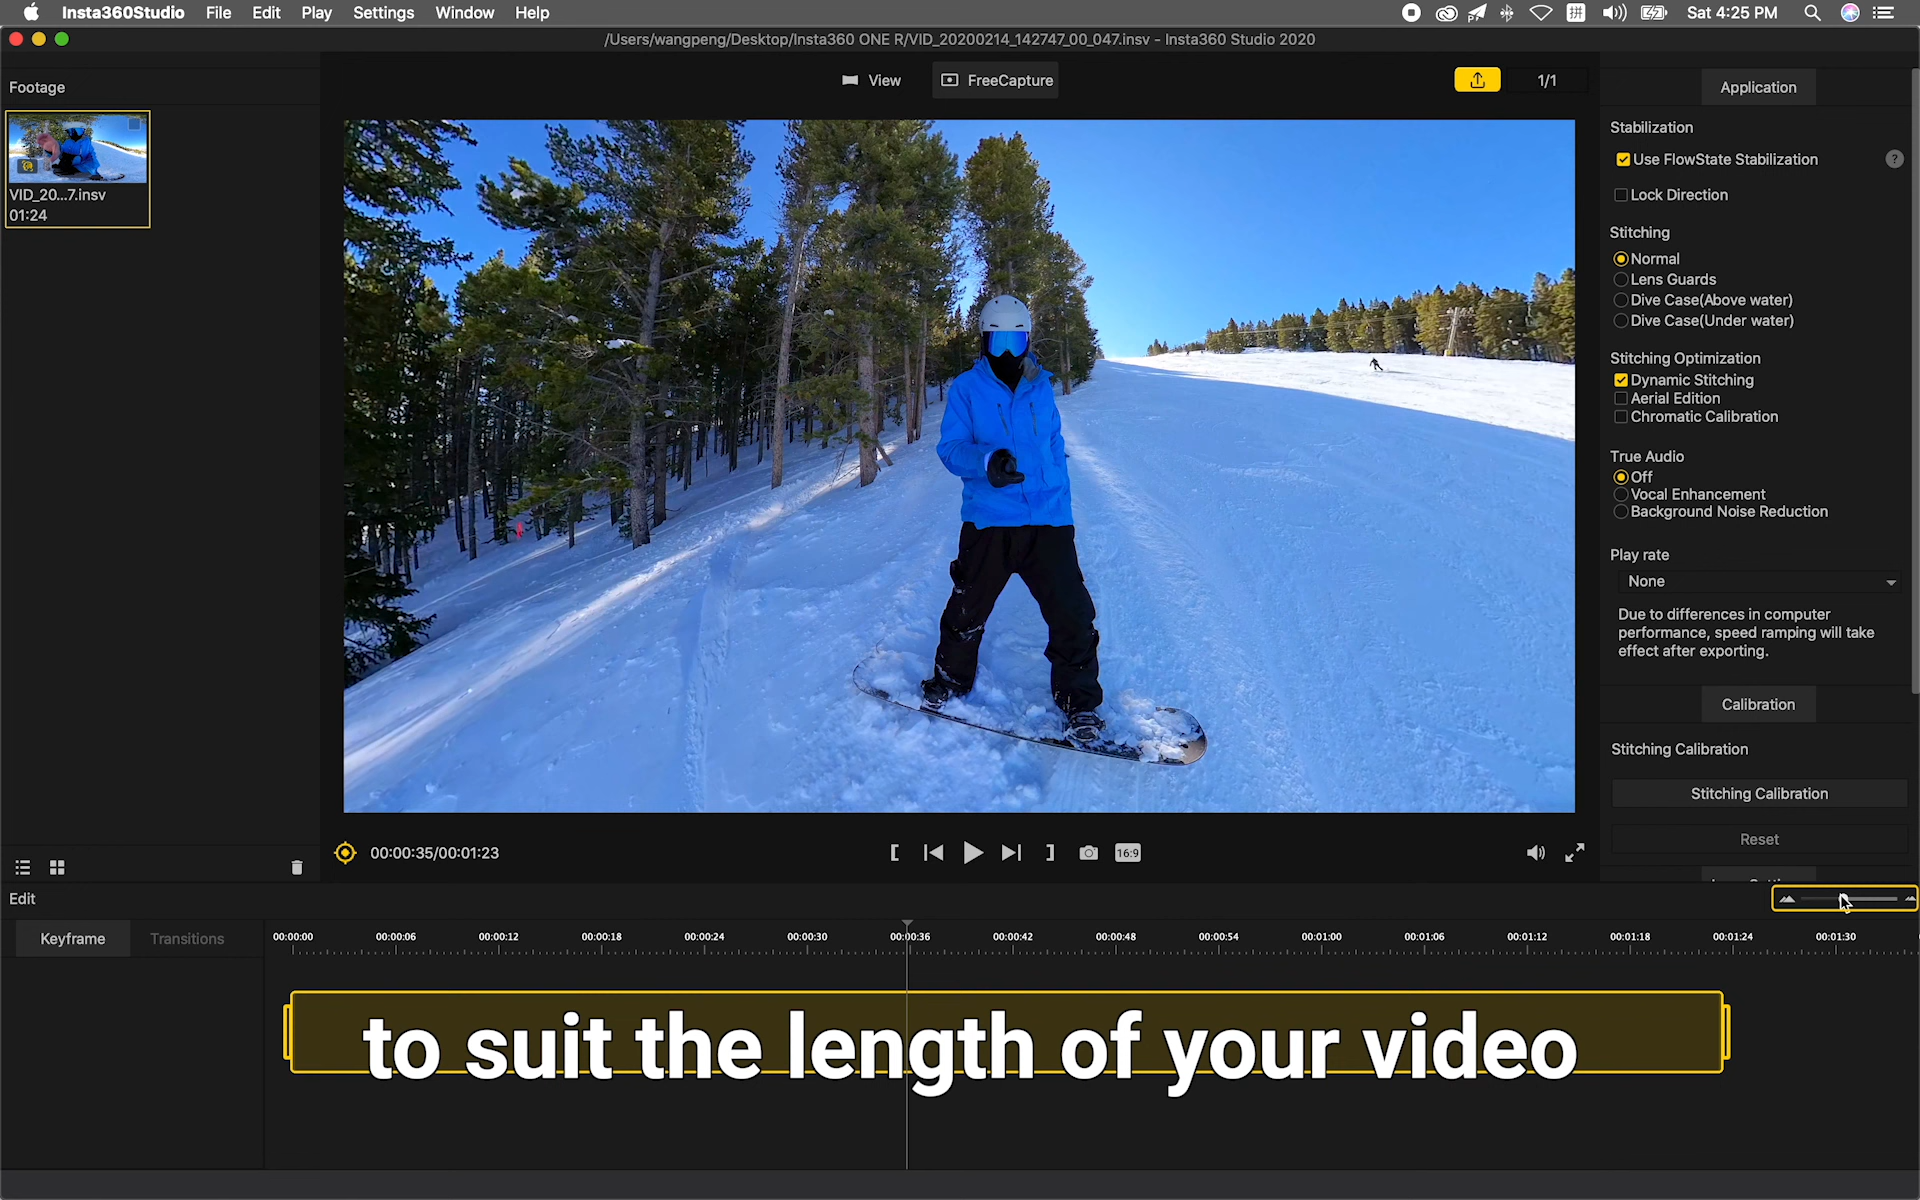 Insta360Studio File Edit Play Settings Window Help
拼 Sat 4:25 PM
/Users/wangpeng/Desktop/Insta360 ONE R/VID_20200214_142747_00_047.insv - Insta360 Studio 2020
Footage
View FreeCapture 1/1
VID_20...7.insv
01:24
Application
Stabilization
Use FlowState Stabilization ?
Lock Direction
Stitching
Normal
Lens Guards
Dive Case(Above water)
Dive Case(Under water)
Stitching Optimization
Dynamic Stitching
Aerial Edition
Chromatic Calibration
True Audio
Off
Vocal Enhancement
Background Noise Reduction
Play rate
None
Due to differences in computer
performance, speed ramping will take
effect after exporting.
Calibration
Stitching Calibration
Stitching Calibration
Reset
00:00:35/00:01:23
16:9
Edit
Keyframe Transitions
00:00:00 00:00:06 00:00:12 00:00:18 00:00:24 00:00:30 00:00:36 00:00:42 00:00:48 00:00:54 00:01:00 00:01:06 00:01:12 00:01:18 00:01:24 00:01:30
to suit the length of your video